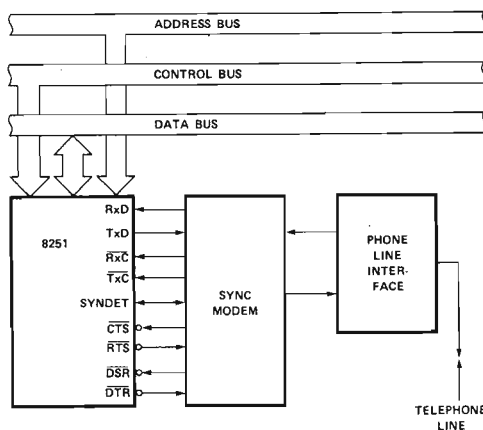 ADDRESS BUS
CONTROL BUS
DATA BUS
8251
RxD
TxD
RxC
TxC
SYNDET
CTS
RTS
DSR
DTR
SYNC
MODEM
PHONE
LINE
INTER-
FACE
TELEPHONE
LINE